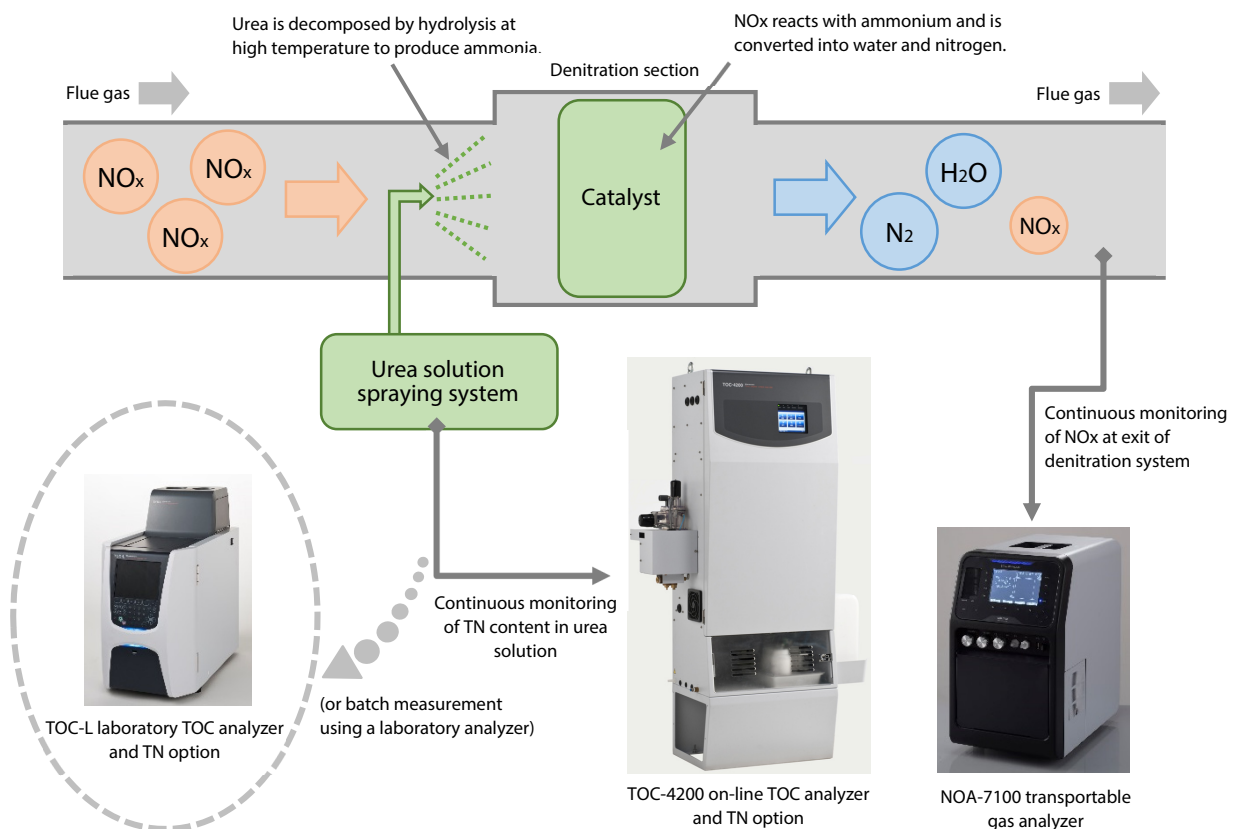 Urea is decomposed by hydrolysis at
high temperature to produce ammonia.
NOx reacts with ammonium and is
converted into water and nitrogen.
Denitration section
Flue gas
Flue gas
NOx
NOx
NOx
Catalyst
H2O
N2
NOx
Urea solution
spraying system
TOC-4200
Continuous monitoring
of NOx at exit of
denitration system
Continuous monitoring
of TN content in urea
solution
(or batch measurement
using a laboratory analyzer)
TOC-L laboratory TOC analyzer
and TN option
TOC-4200 on-line TOC analyzer
and TN option
NOA-7100 transportable
gas analyzer